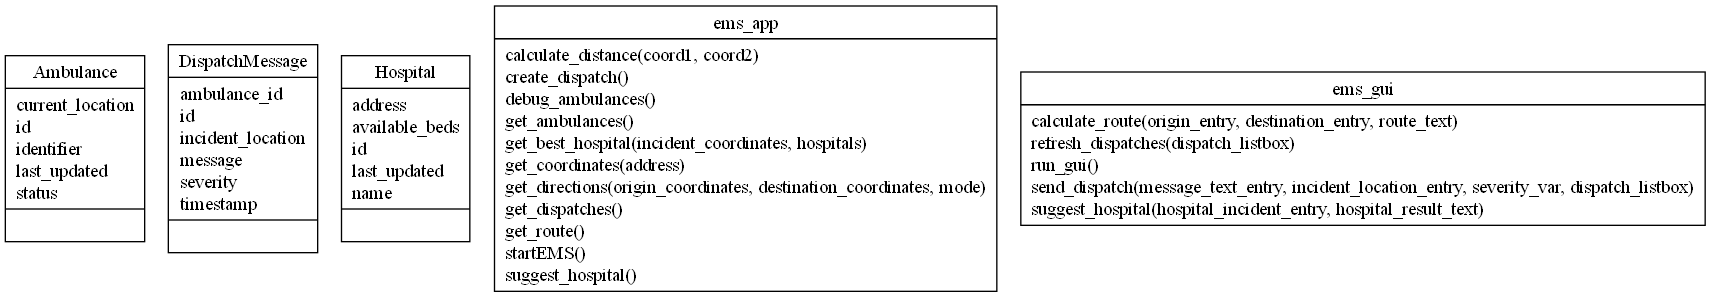 Ambulance
current_location
id
identifier
last_updated
status
DispatchMessage
ambulance_id
id
incident_location
message
severity
timestamp
Hospital
address
available_beds
id
last_updated
name
ems_app
calculate_distance(coord1, coord2)
create_dispatch()
debug_ambulances()
get_ambulances()
get_best_hospital(incident_coordinates, hospitals)
get_coordinates(address)
get_directions(origin_coordinates, destination_coordinates, mode)
get_dispatches()
get_route()
startEMS()
suggest_hospital()
ems_gui
calculate_route(origin_entry, destination_entry, route_text)
refresh_dispatches(dispatch_listbox)
run_gui()
send_dispatch(message_text_entry, incident_location_entry, severity_var, dispatch_listbox)
suggest_hospital(hospital_incident_entry, hospital_result_text)